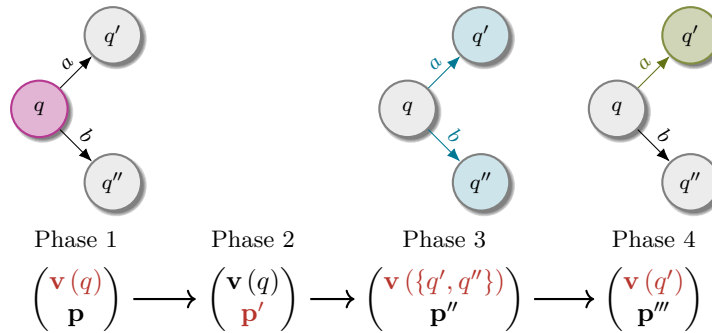 q′ q′ q′
a a a
q q q
b b b
q″ q″ q″
Phase 1 Phase 2 Phase 3 Phase 4
(v (q) p) → (v (q) p′) → (v ({q′, q″}) p″) → (v (q′) p‴)